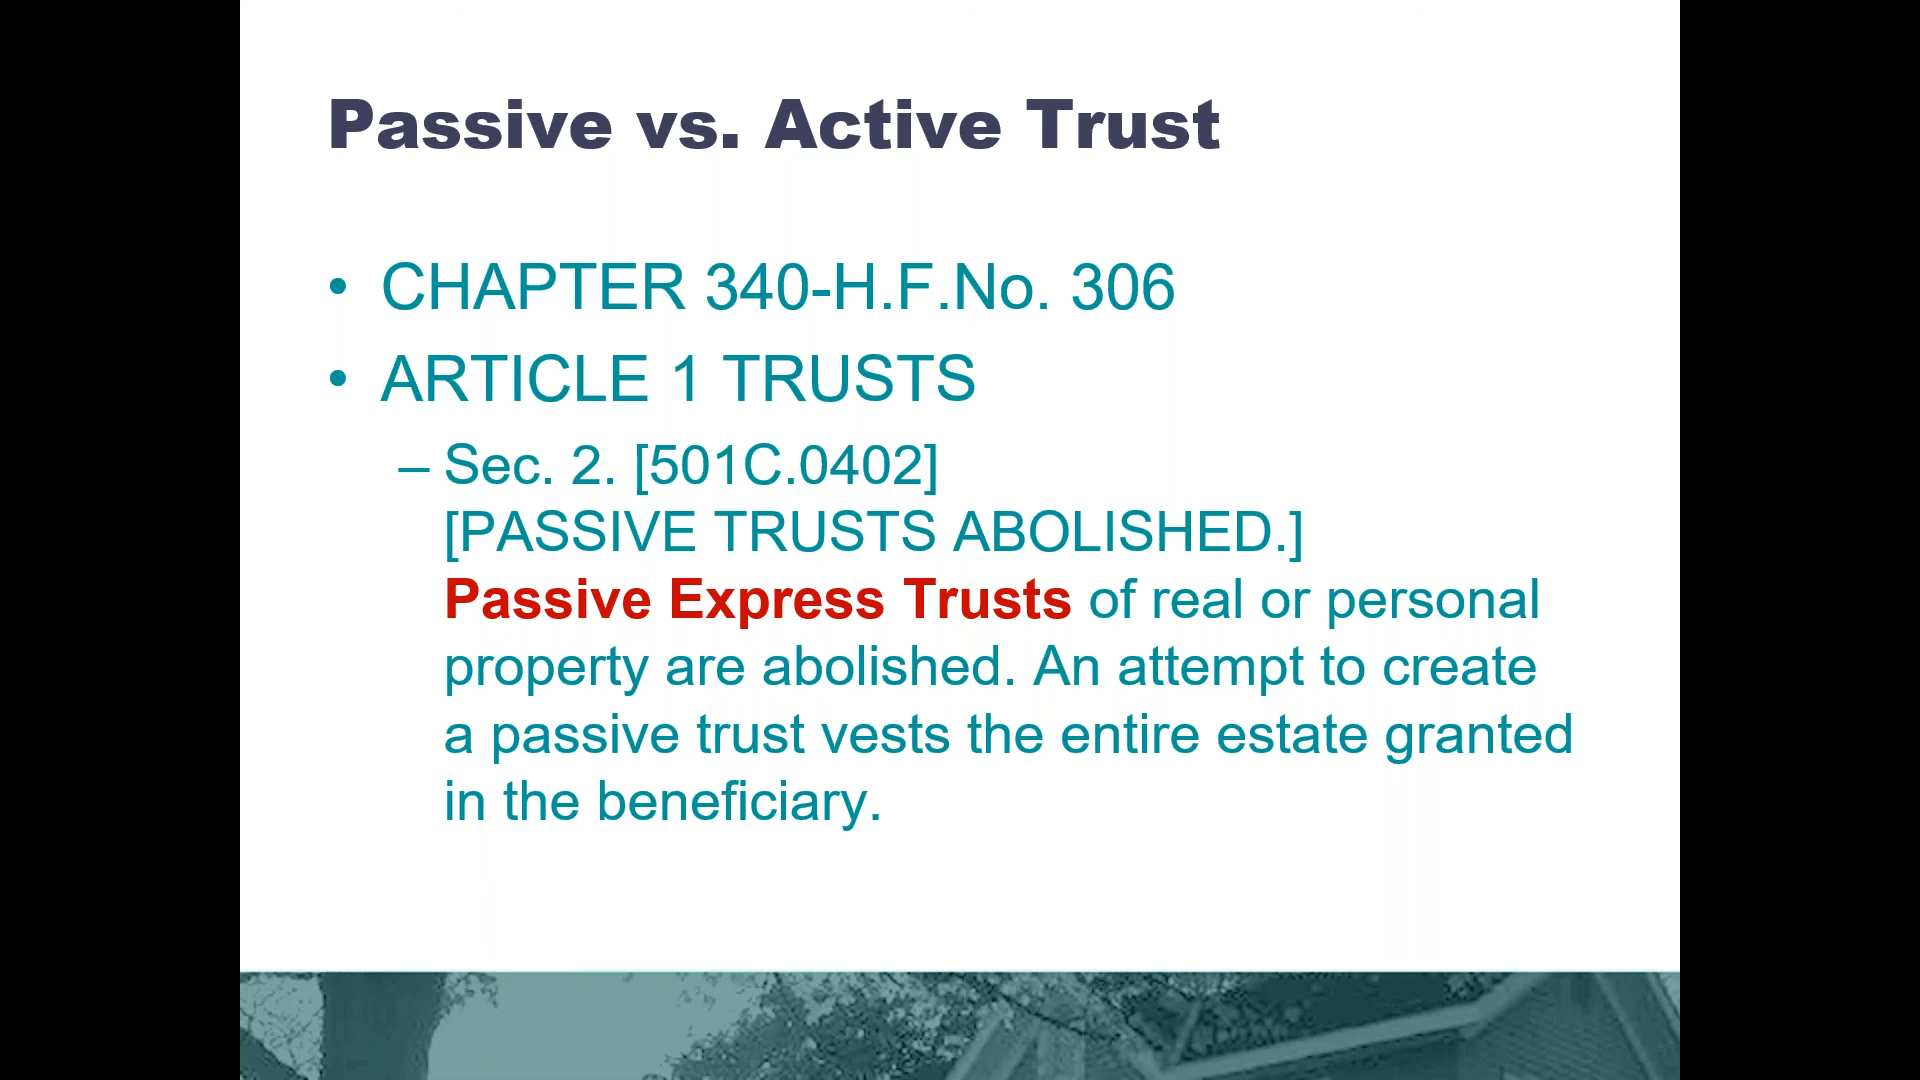 Passive vs. Active Trust
• CHAPTER 340-H.F.No. 306
• ARTICLE 1 TRUSTS
– Sec. 2. [501C.0402]
[PASSIVE TRUSTS ABOLISHED.]
Passive Express Trusts of real or personal
property are abolished. An attempt to create
a passive trust vests the entire estate granted
in the beneficiary.